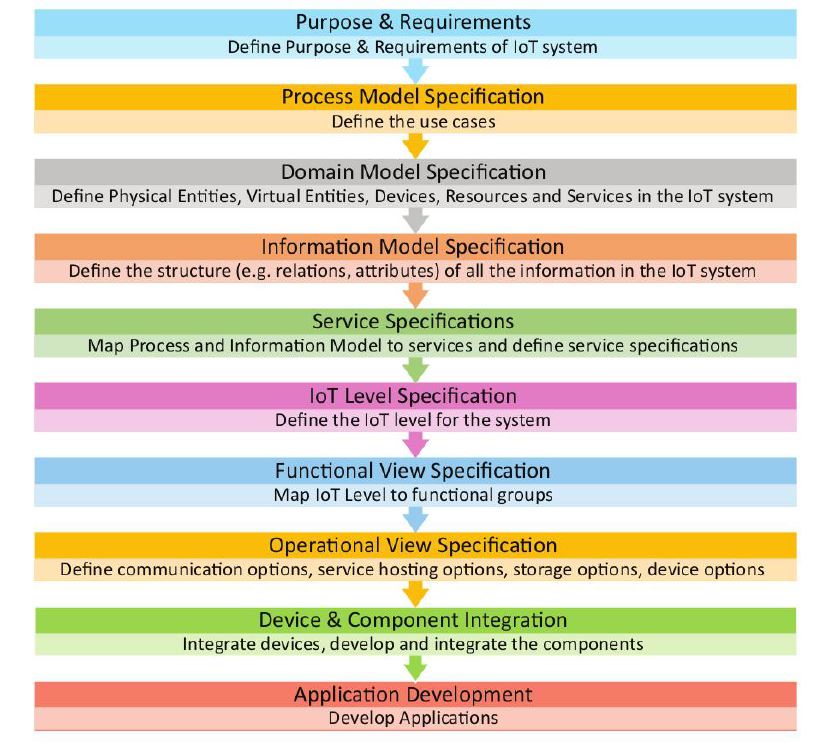 Purpose & Requirements
Define Purpose & Requirements of IoT system
Process Model Specification
Define the use cases
Domain Model Specification
Define Physical Entities, Virtual Entities, Devices, Resources and Services in the IoT system
Information Model Specification
Define the structure (e.g. relations, attributes) of all the information in the IoT system
Service Specifications
Map Process and Information Model to services and define service specifications
IoT Level Specification
Define the IoT level for the system
Functional View Specification
Map IoT Level to functional groups
Operational View Specification
Define communication options, service hosting options, storage options, device options
Device & Component Integration
Integrate devices, develop and integrate the components
Application Development
Develop Applications